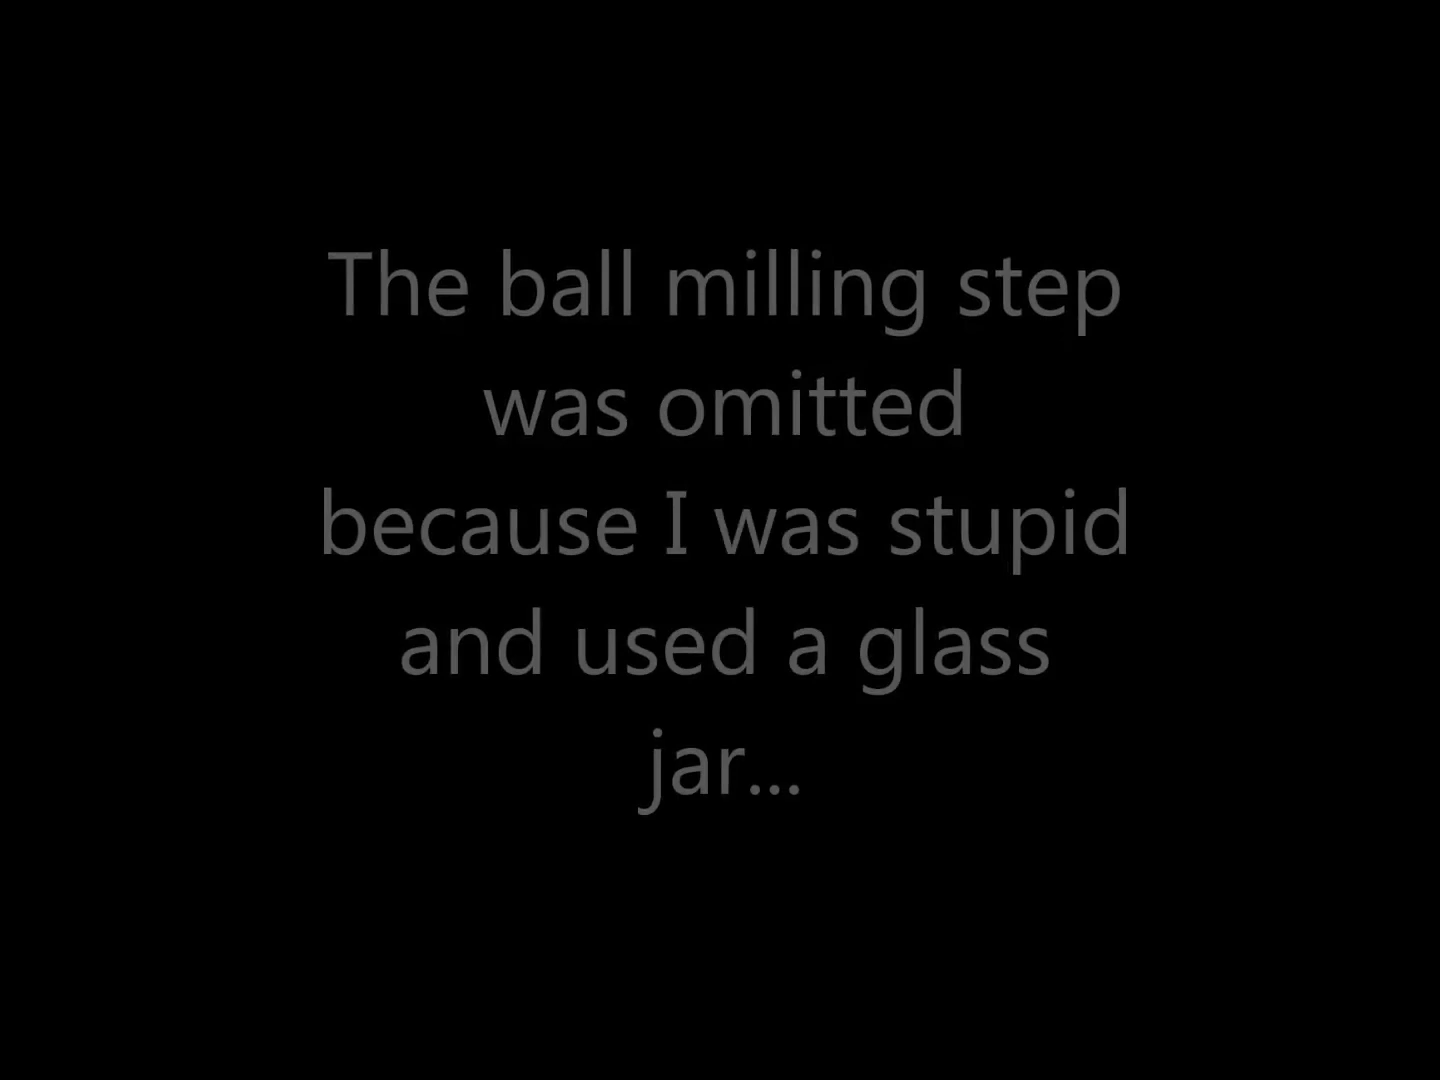 The ball milling step
was omitted
because I was stupid
and used a glass
jar...